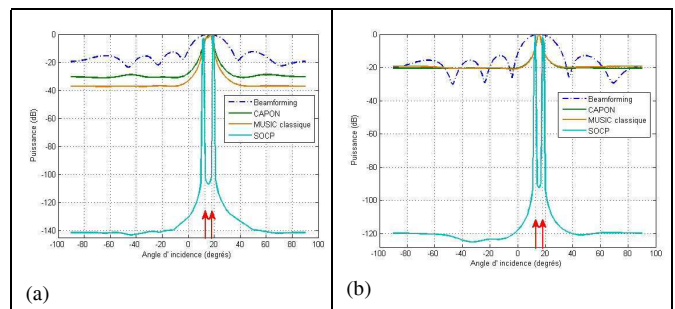 0
-20
-40
-60
-80
-100
-120
-140
Puissance (dB)
Beamforming
CAPON
MUSIC classique
SOCP
-100 -80 -60 -40 -20 0 20 40 60 80 100
Angle d' incidence (degrés)
(a)
0
-20
-40
-60
-80
-100
-120
Puissance (dB)
Beamforming
CAPON
MUSIC classique
SOCP
-100 -80 -60 -40 -20 0 20 40 60 80 100
Angle d' incidence (degrés)
(b)